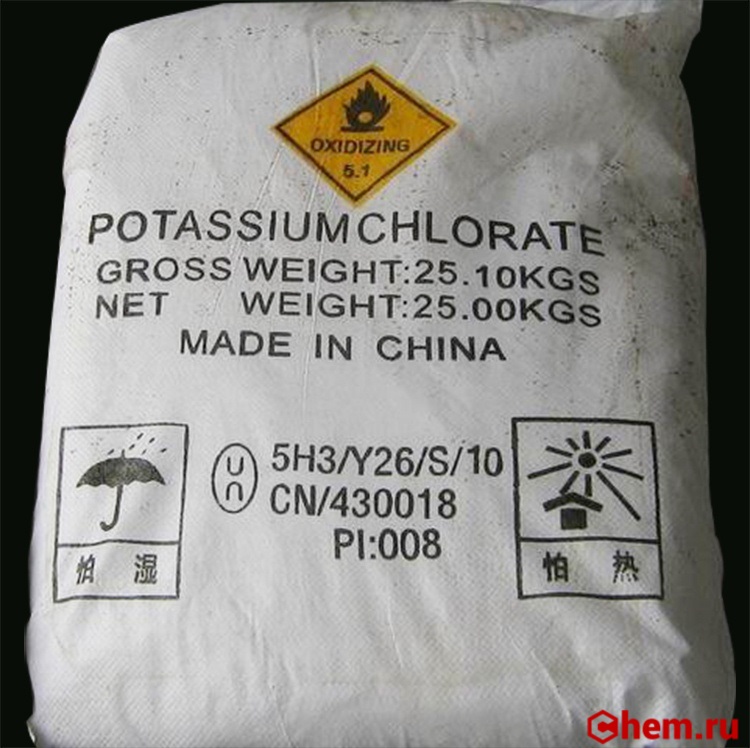 OXIDIZING
5.1
POTASSIUMCHLORATE
GROSS WEIGHT:25.10KGS
NET WEIGHT:25.00KGS
MADE IN CHINA
un
5H3/Y26/S/10
CN/430018
PI:008
怕 湿
怕 热
Chem.ru